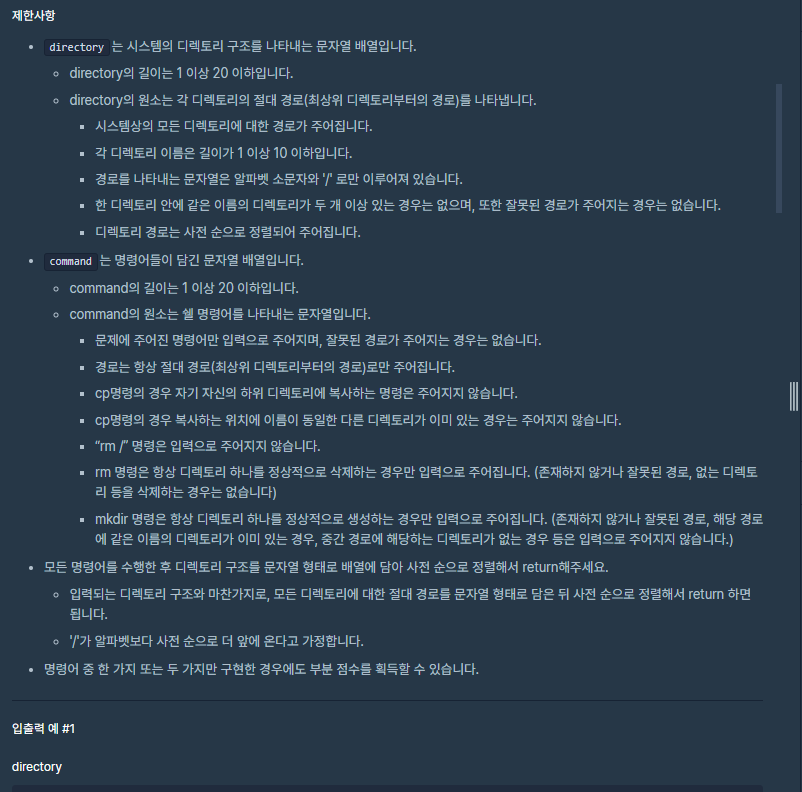 제한사항
directory 는 시스템의 디렉토리 구조를 나타내는 문자열 배열입니다.
directory의 길이는 1 이상 20 이하입니다.
directory의 원소는 각 디렉토리의 절대 경로(최상위 디렉토리부터의 경로)를 나타냅니다.
시스템상의 모든 디렉토리에 대한 경로가 주어집니다.
각 디렉토리 이름은 길이가 1 이상 10 이하입니다.
경로를 나타내는 문자열은 알파벳 소문자와 '/' 로만 이루어져 있습니다.
한 디렉토리 안에 같은 이름의 디렉토리가 두 개 이상 있는 경우는 없으며, 또한 잘못된 경로가 주어지는 경우는 없습니다.
디렉토리 경로는 사전 순으로 정렬되어 주어집니다.
command 는 명령어들이 담긴 문자열 배열입니다.
command의 길이는 1 이상 20 이하입니다.
command의 원소는 쉘 명령어를 나타내는 문자열입니다.
문제에 주어진 명령어만 입력으로 주어지며, 잘못된 경로가 주어지는 경우는 없습니다.
경로는 항상 절대 경로(최상위 디렉토리부터의 경로)로만 주어집니다.
cp명령의 경우 자기 자신의 하위 디렉토리에 복사하는 명령은 주어지지 않습니다.
cp명령의 경우 복사하는 위치에 이름이 동일한 다른 디렉토리가 이미 있는 경우는 주어지지 않습니다.
“rm /” 명령은 입력으로 주어지지 않습니다.
rm 명령은 항상 디렉토리 하나를 정상적으로 삭제하는 경우만 입력으로 주어집니다. (존재하지 않거나 잘못된 경로, 없는 디렉토
리 등을 삭제하는 경우는 없습니다)
mkdir 명령은 항상 디렉토리 하나를 정상적으로 생성하는 경우만 입력으로 주어집니다. (존재하지 않거나 잘못된 경로, 해당 경로
에 같은 이름의 디렉토리가 이미 있는 경우, 중간 경로에 해당하는 디렉토리가 없는 경우 등은 입력으로 주어지지 않습니다.)
모든 명령어를 수행한 후 디렉토리 구조를 문자열 형태로 배열에 담아 사전 순으로 정렬해서 return해주세요.
입력되는 디렉토리 구조와 마찬가지로, 모든 디렉토리에 대한 절대 경로를 문자열 형태로 담은 뒤 사전 순으로 정렬해서 return 하면
됩니다.
'/'가 알파벳보다 사전 순으로 더 앞에 온다고 가정합니다.
명령어 중 한 가지 또는 두 가지만 구현한 경우에도 부분 점수를 획득할 수 있습니다.
입출력 예 #1
directory